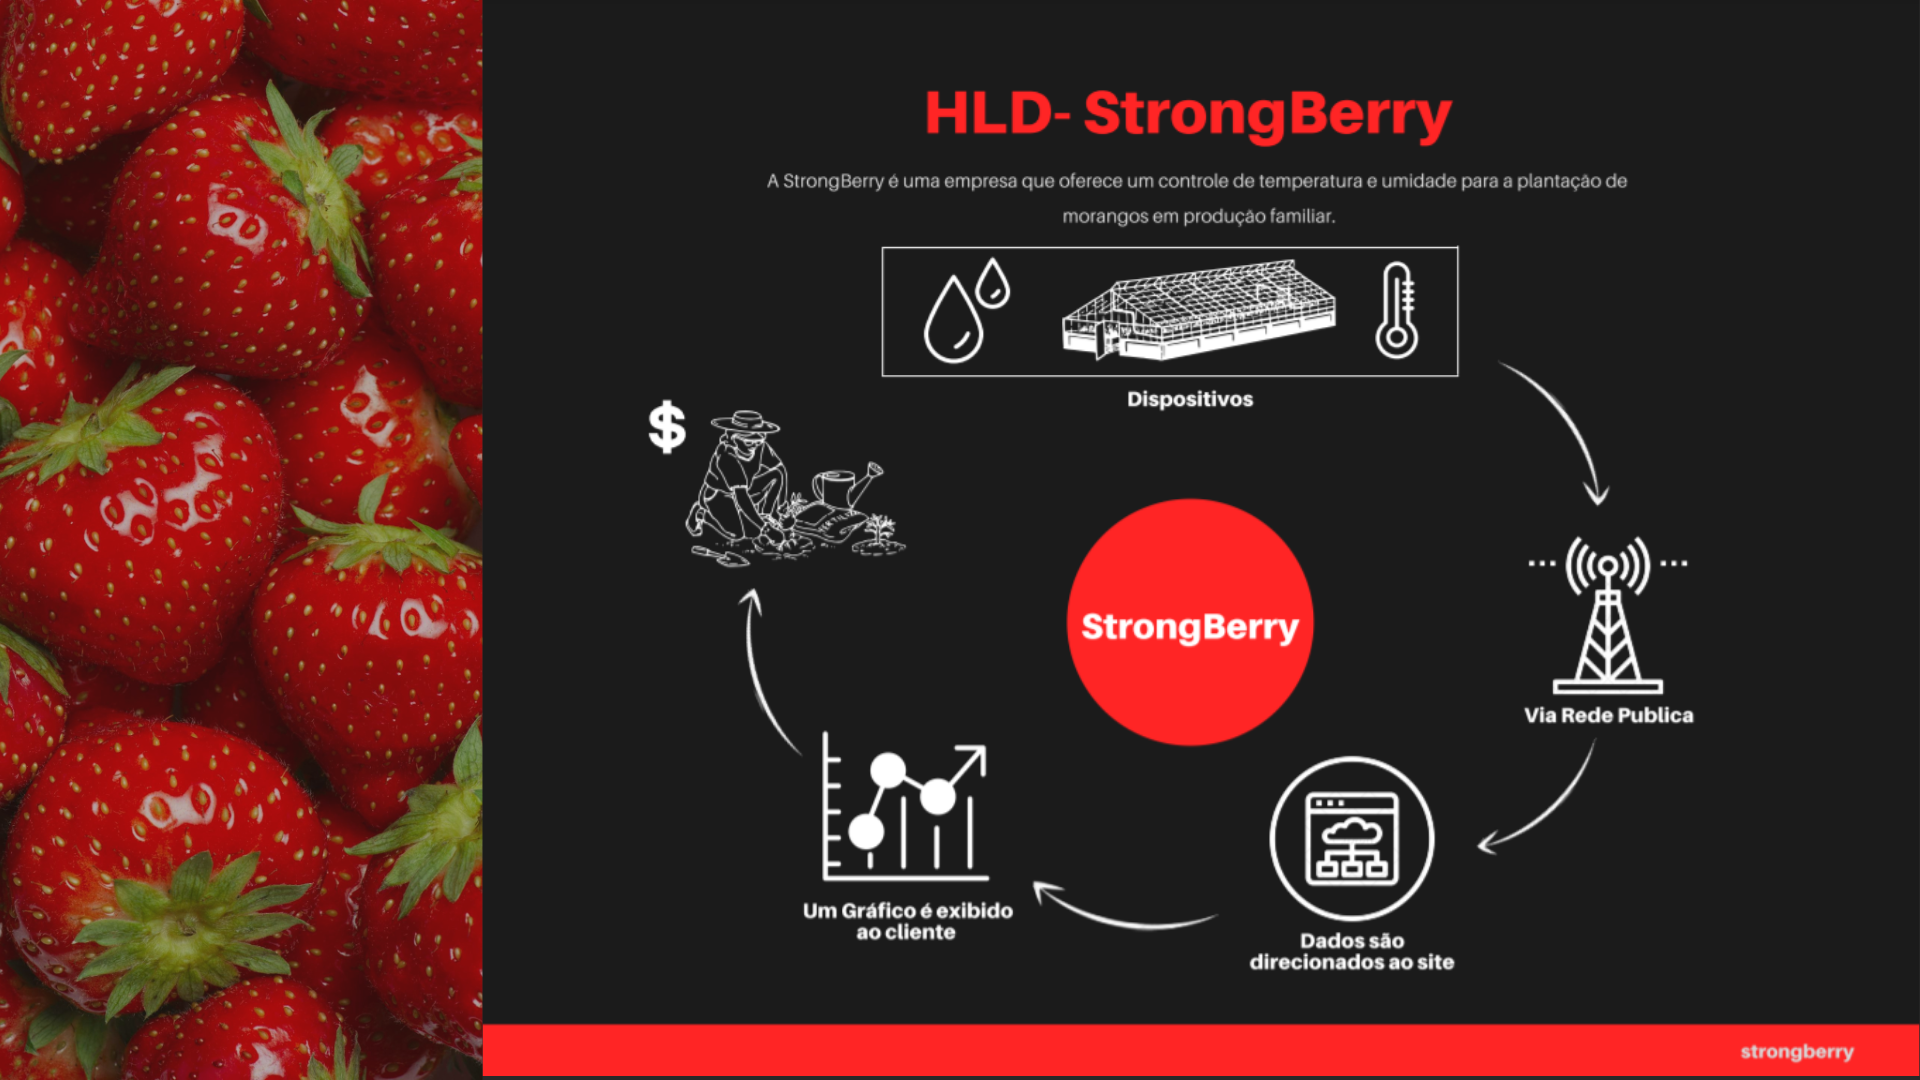 HLD- StrongBerry
A StrongBerry é uma empresa que oferece um controle de temperatura e umidade para a plantação de
morangos em produção familiar.
Dispositivos
$
StrongBerry
Via Rede Publica
Um Gráfico é exibido
ao cliente
Dados são
direcionados ao site
strongberry